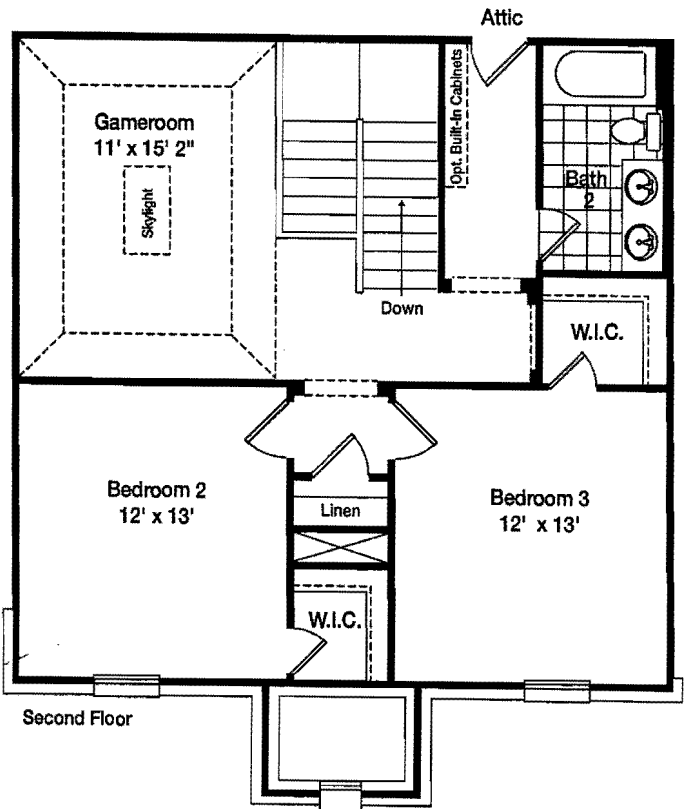 Attic
Gameroom
11' x 15' 2"
Skylight
Opt. Built-In Cabinets
Bath
2
Down
W.I.C.
Bedroom 2
12' x 13'
Linen
Bedroom 3
12' x 13'
W.I.C.
Second Floor